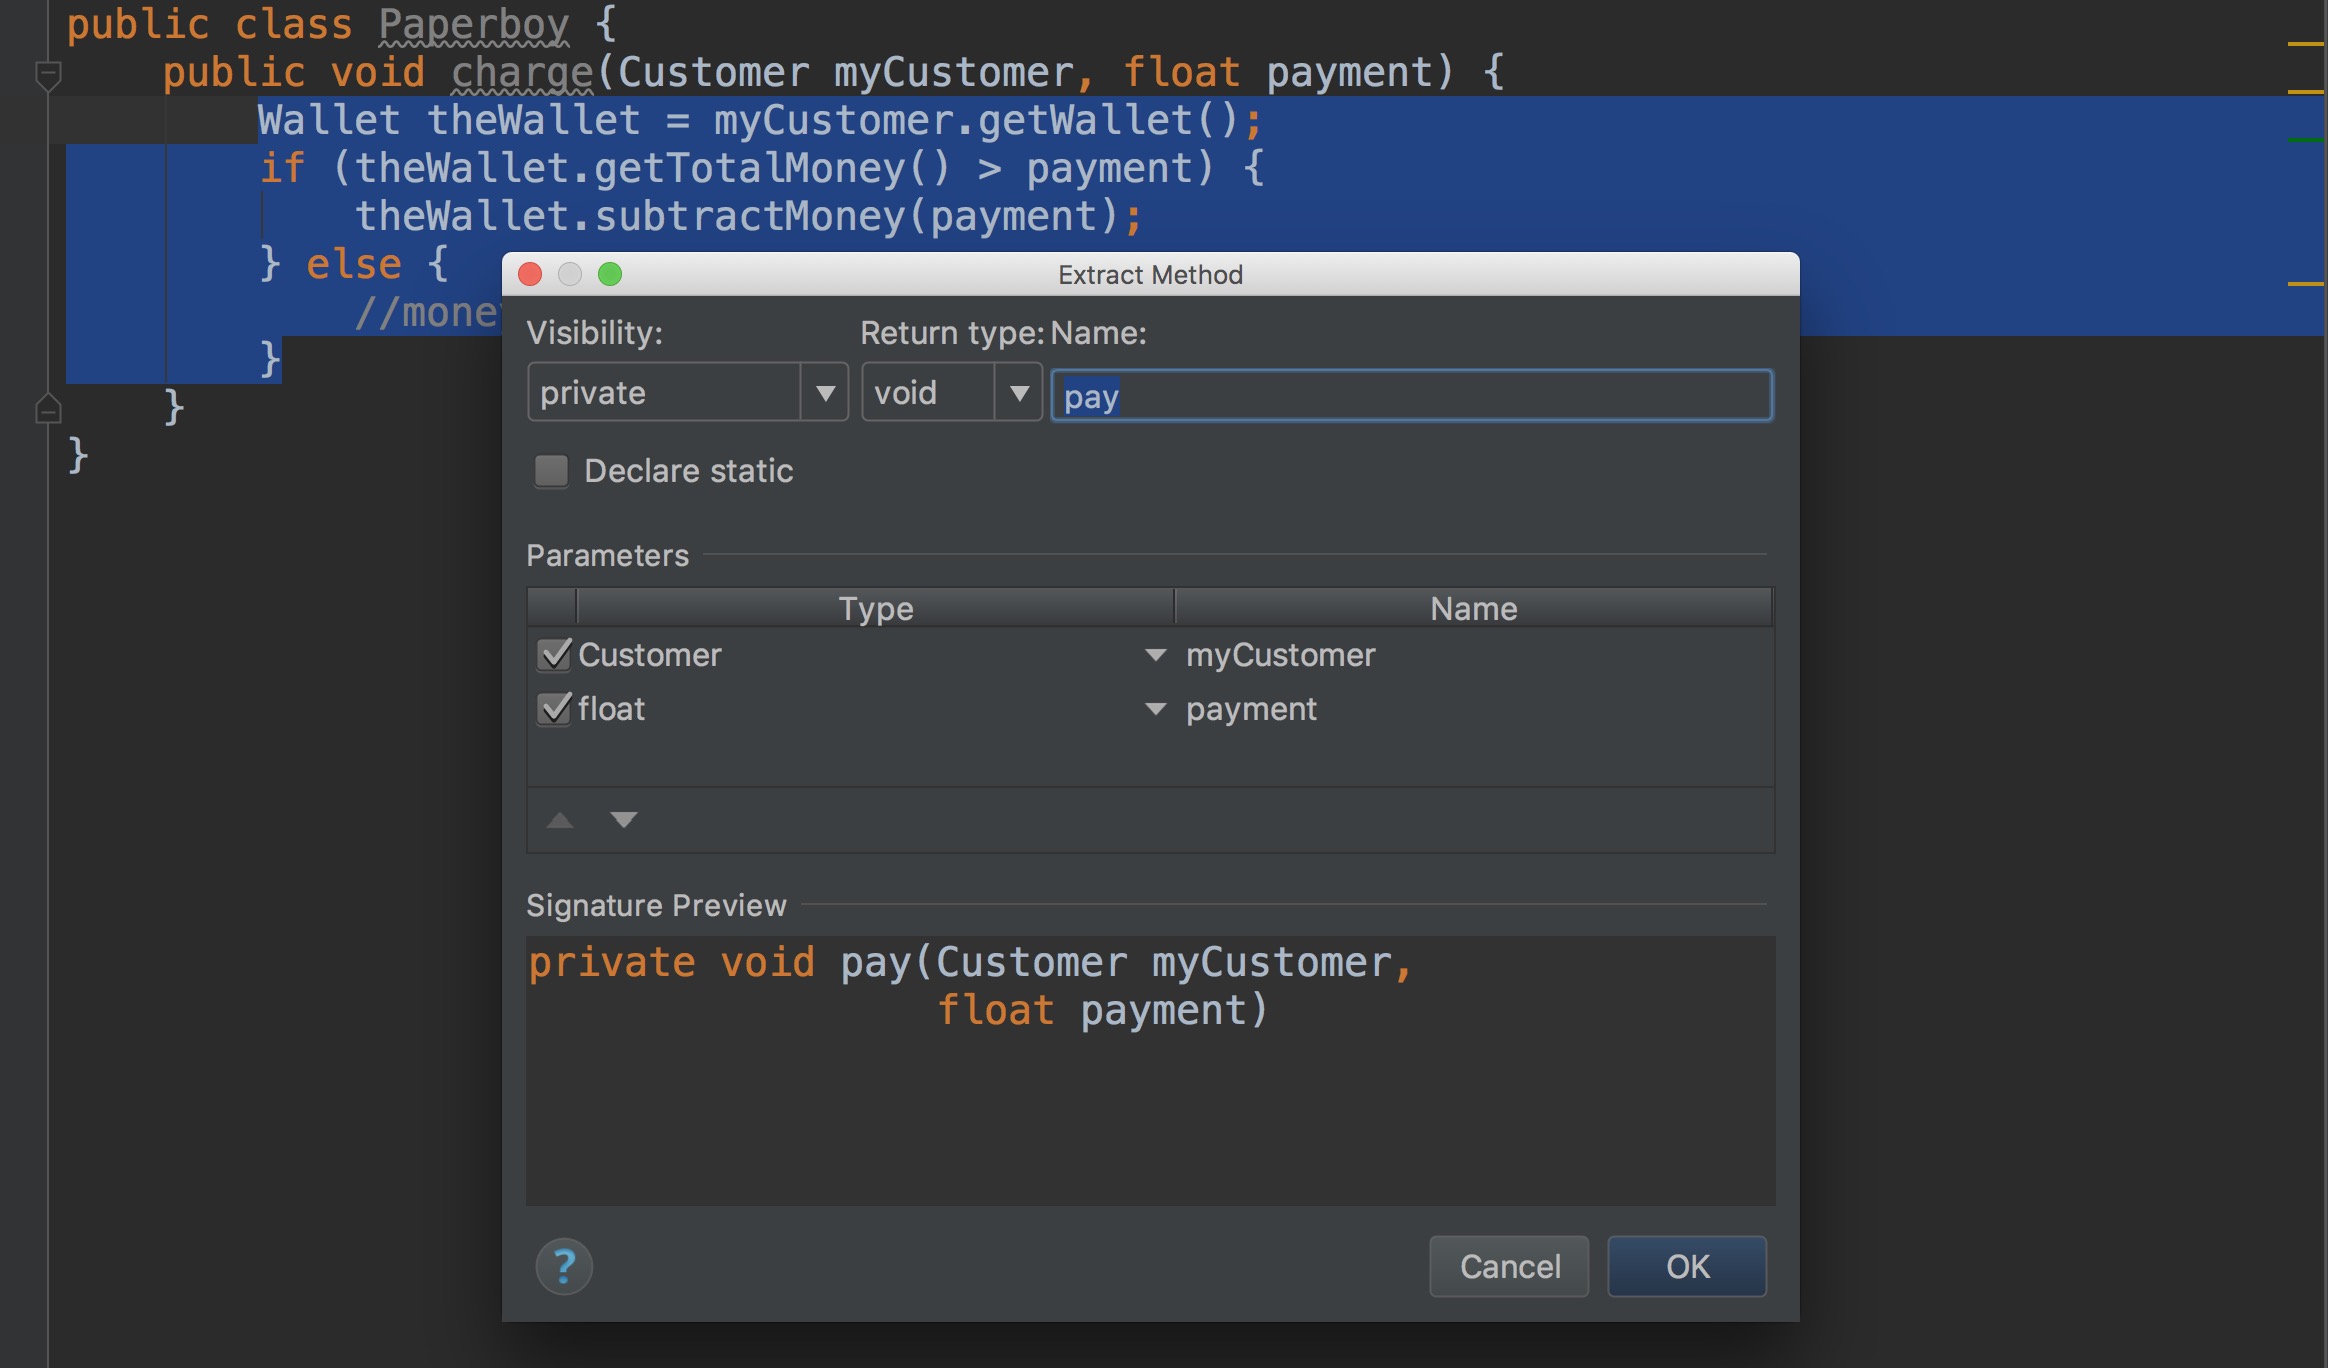 public class Paperboy {
public void charge(Customer myCustomer, float payment) {
Wallet theWallet = myCustomer.getWallet();
if (theWallet.getTotalMoney() > payment) {
theWallet.subtractMoney(payment);
} else {
//money
}
}
}
Extract Method
Visibility: Return type: Name:
private void pay
Declare static
Parameters
Type Name
Customer myCustomer
float payment
Signature Preview
private void pay(Customer myCustomer,
float payment)
? Cancel OK